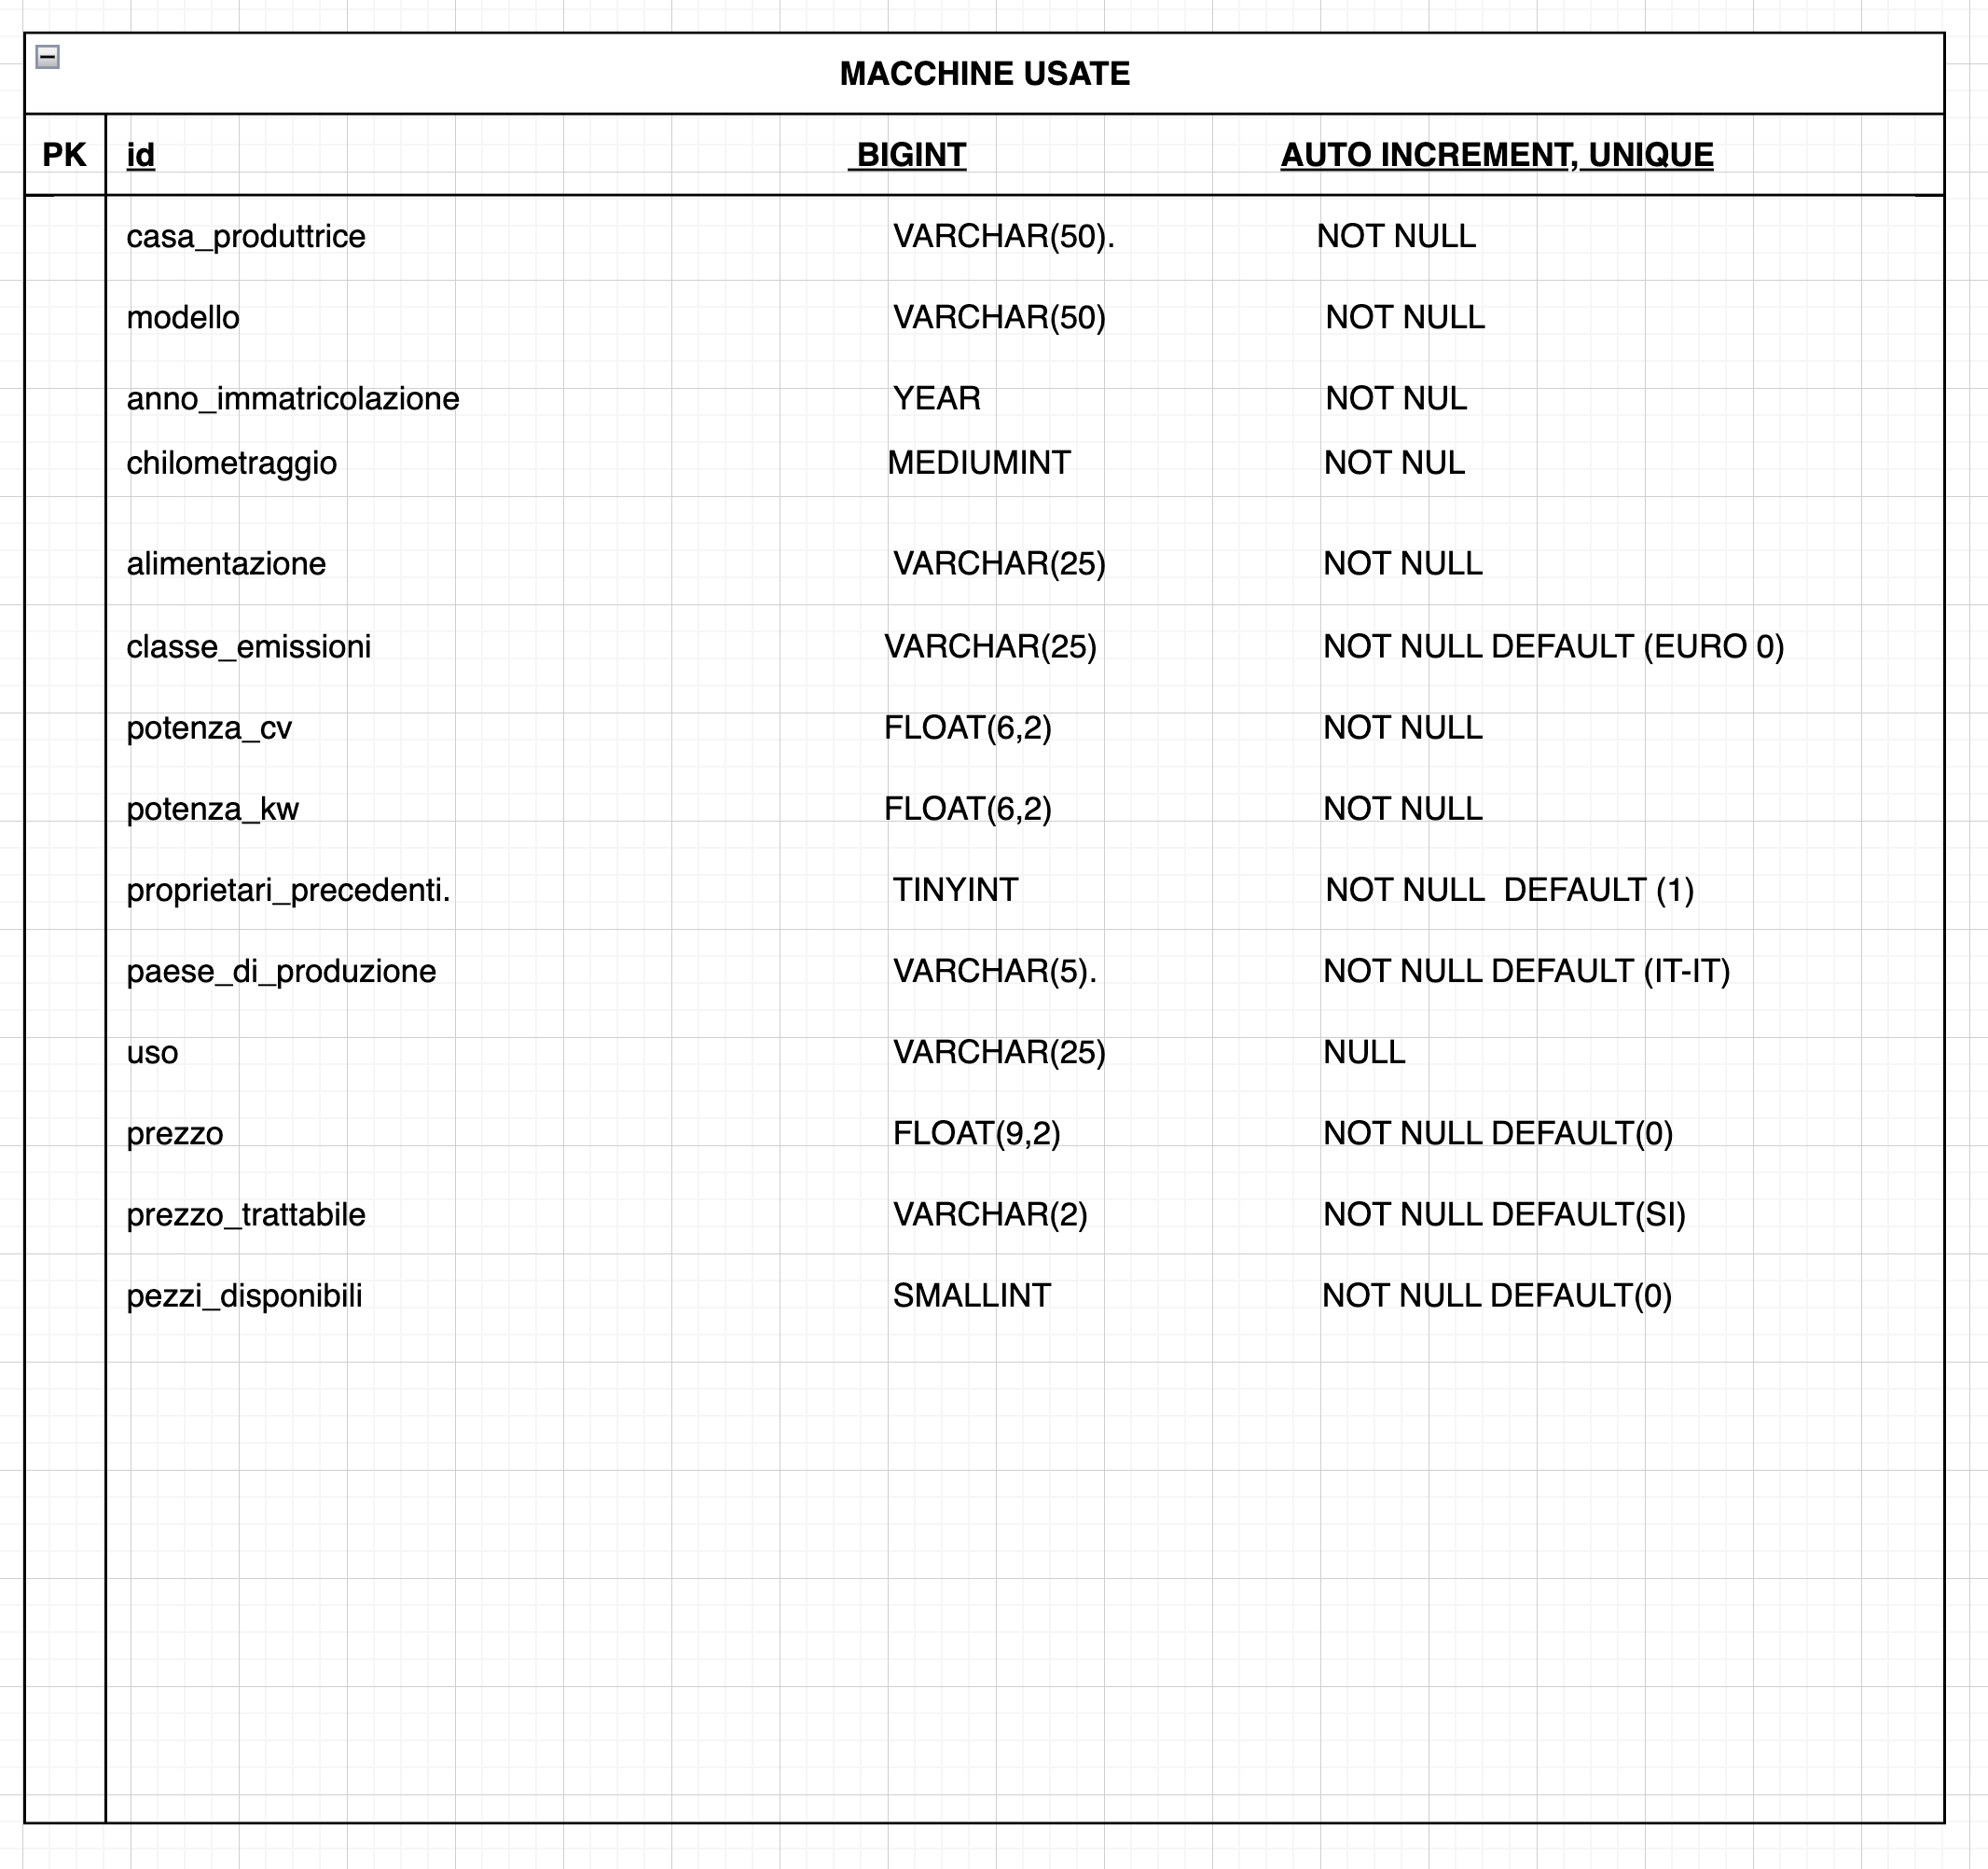 MACCHINE USATE
PK id BIGINT AUTO INCREMENT, UNIQUE
casa_produttrice VARCHAR(50). NOT NULL
modello VARCHAR(50) NOT NULL
anno_immatricolazione YEAR NOT NUL
chilometraggio MEDIUMINT NOT NUL
alimentazione VARCHAR(25) NOT NULL
classe_emissioni VARCHAR(25) NOT NULL DEFAULT (EURO 0)
potenza_cv FLOAT(6,2) NOT NULL
potenza_kw FLOAT(6,2) NOT NULL
proprietari_precedenti. TINYINT NOT NULL DEFAULT (1)
paese_di_produzione VARCHAR(5). NOT NULL DEFAULT (IT-IT)
uso VARCHAR(25) NULL
prezzo FLOAT(9,2) NOT NULL DEFAULT(0)
prezzo_trattabile VARCHAR(2) NOT NULL DEFAULT(SI)
pezzi_disponibili SMALLINT NOT NULL DEFAULT(0)